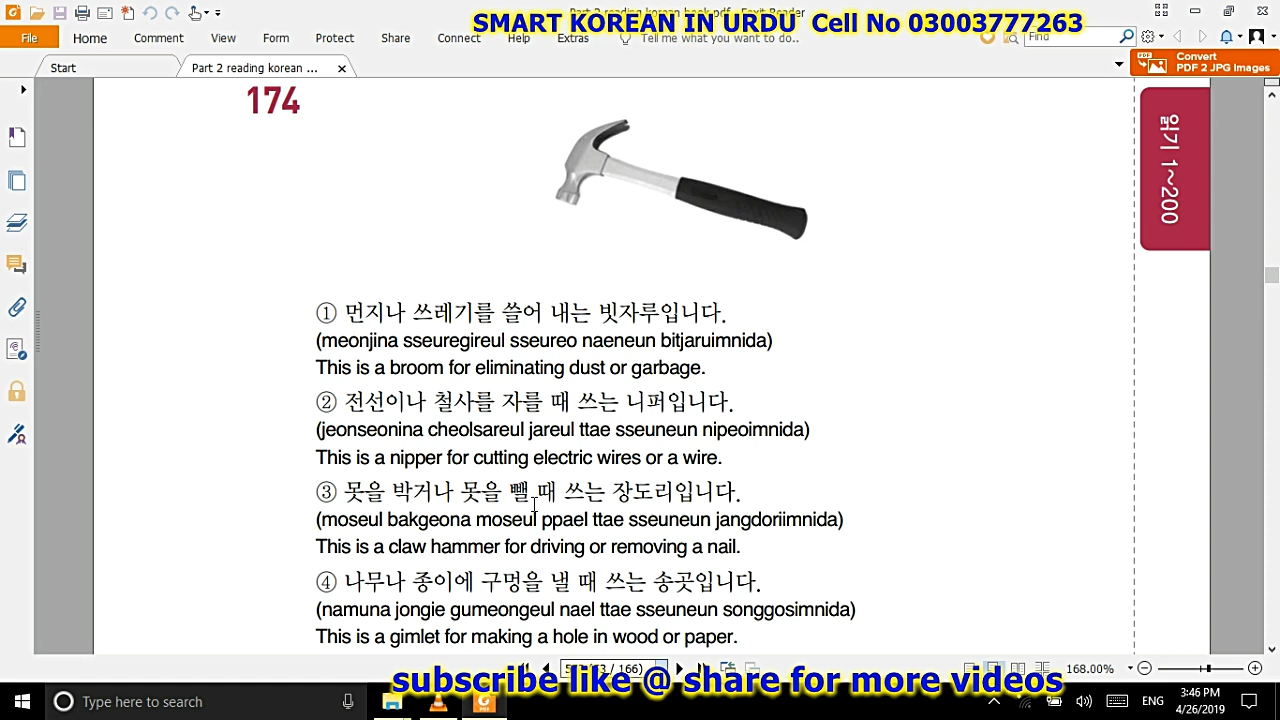 Part 2 reading korean book.pdf - Foxit Reader
SMART KOREAN IN URDU Cell No 03003777263
File Home Comment View Form Protect Share Connect Help Extras Tell me what you want to do.. Find
Start Part 2 reading korean ...
Convert
PDF 2 JPG Images
174
읽기 1~200
① 먼지나 쓰레기를 쓸어 내는 빗자루입니다.
(meonjina sseuregireul sseureo naeneun bitjaruimnida)
This is a broom for eliminating dust or garbage.
② 전선이나 철사를 자를 때 쓰는 니퍼입니다.
(jeonseonina cheolsareul jareul ttae sseuneun nipeoimnida)
This is a nipper for cutting electric wires or a wire.
③ 못을 박거나 못을 뺄 때 쓰는 장도리입니다.
(moseul bakgeona moseul ppael ttae sseuneun jangdoriimnida)
This is a claw hammer for driving or removing a nail.
④ 나무나 종이에 구멍을 낼 때 쓰는 송곳입니다.
(namuna jongie gumeongeul nael ttae sseuneun songgosimnida)
This is a gimlet for making a hole in wood or paper.
/ 166) 168.00%
subscribe like @ share for more videos
Type here to search
ENG
3:46 PM
4/26/2019